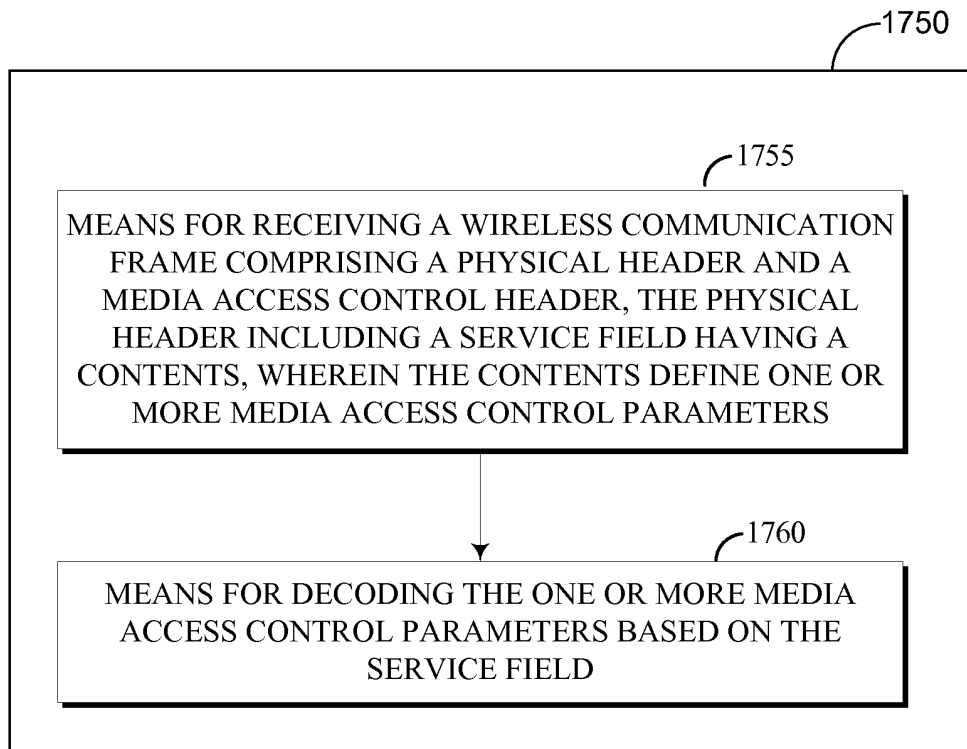 1750
1755
MEANS FOR RECEIVING A WIRELESS COMMUNICATION
FRAME COMPRISING A PHYSICAL HEADER AND A
MEDIA ACCESS CONTROL HEADER, THE PHYSICAL
HEADER INCLUDING A SERVICE FIELD HAVING A
CONTENTS, WHEREIN THE CONTENTS DEFINE ONE OR
MORE MEDIA ACCESS CONTROL PARAMETERS
1760
MEANS FOR DECODING THE ONE OR MORE MEDIA
ACCESS CONTROL PARAMETERS BASED ON THE
SERVICE FIELD